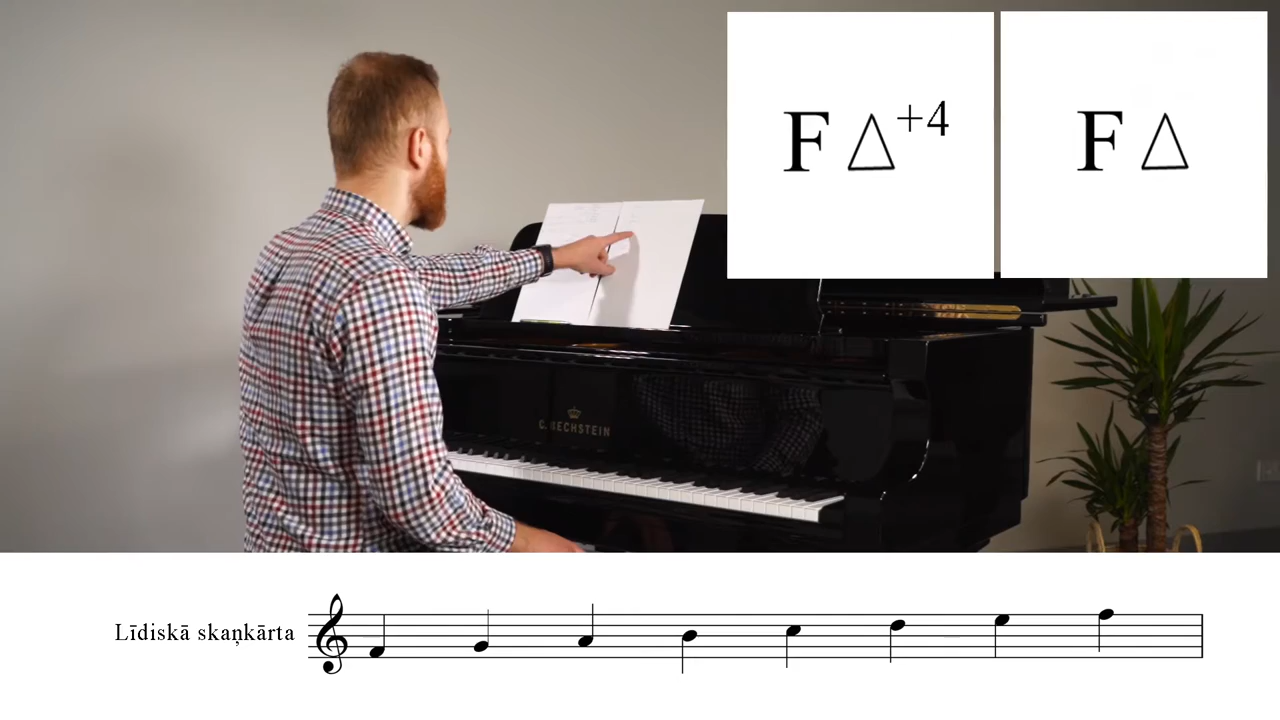 F △⁺⁴
F △
C. BECHSTEIN
Līdiskā skaņkārta